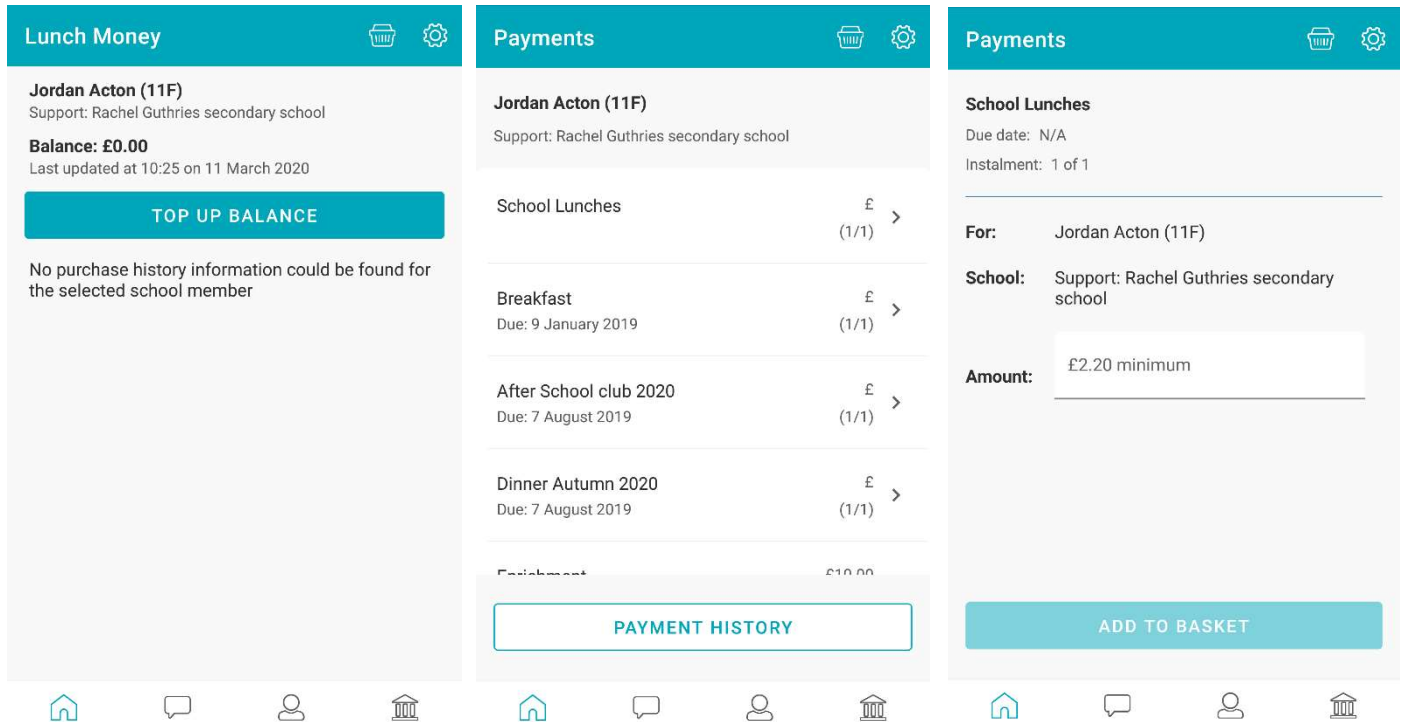 Lunch Money
Jordan Acton (11F)
Support: Rachel Guthries secondary school
Balance: £0.00
Last updated at 10:25 on 11 March 2020
TOP UP BALANCE
No purchase history information could be found for
the selected school member
Payments
Jordan Acton (11F)
Support: Rachel Guthries secondary school
School Lunches £
(1/1)
Breakfast £
Due: 9 January 2019 (1/1)
After School club 2020 £
Due: 7 August 2019 (1/1)
Dinner Autumn 2020 £
Due: 7 August 2019 (1/1)
Enrichment £10.00
PAYMENT HISTORY
Payments
School Lunches
Due date: N/A
Instalment: 1 of 1
For: Jordan Acton (11F)
School: Support: Rachel Guthries secondary
school
Amount: £2.20 minimum
ADD TO BASKET